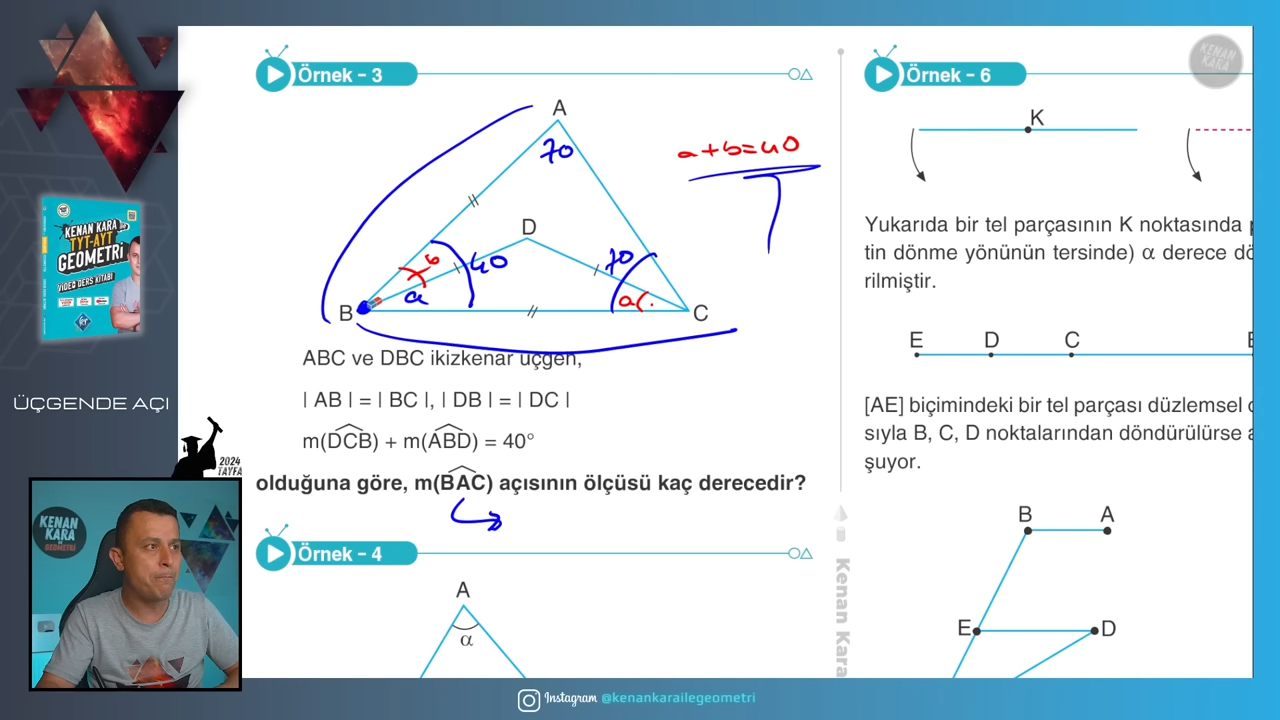 KENAN KARA
TYT-AYT
GEOMETRİ
VİDEO DERS KİTABI
ÜÇGENDE AÇI
2024
TAYFA
KENAN
KARA
GEOMETRİ
Örnek – 3
A
70
a+b=40
D
b
40
a
70
a
B
C
ABC ve DBC ikizkenar üçgen,
| AB | = | BC |, | DB | = | DC |
m(DCB) + m(ABD) = 40°
olduğuna göre, m(BAC) açısının ölçüsü kaç derecedir?
Örnek – 4
A
α
Kenan Kara
Örnek – 6
KENAN
KARA
K
Yukarıda bir tel parçasının K noktasında
tin dönme yönünün tersinde) α derece dö
rilmiştir.
E D C
[AE] biçimindeki bir tel parçası düzlemsel
sıyla B, C, D noktalarından döndürülürse
şuyor.
B A
E D
Instagram @kenankarailegeometri